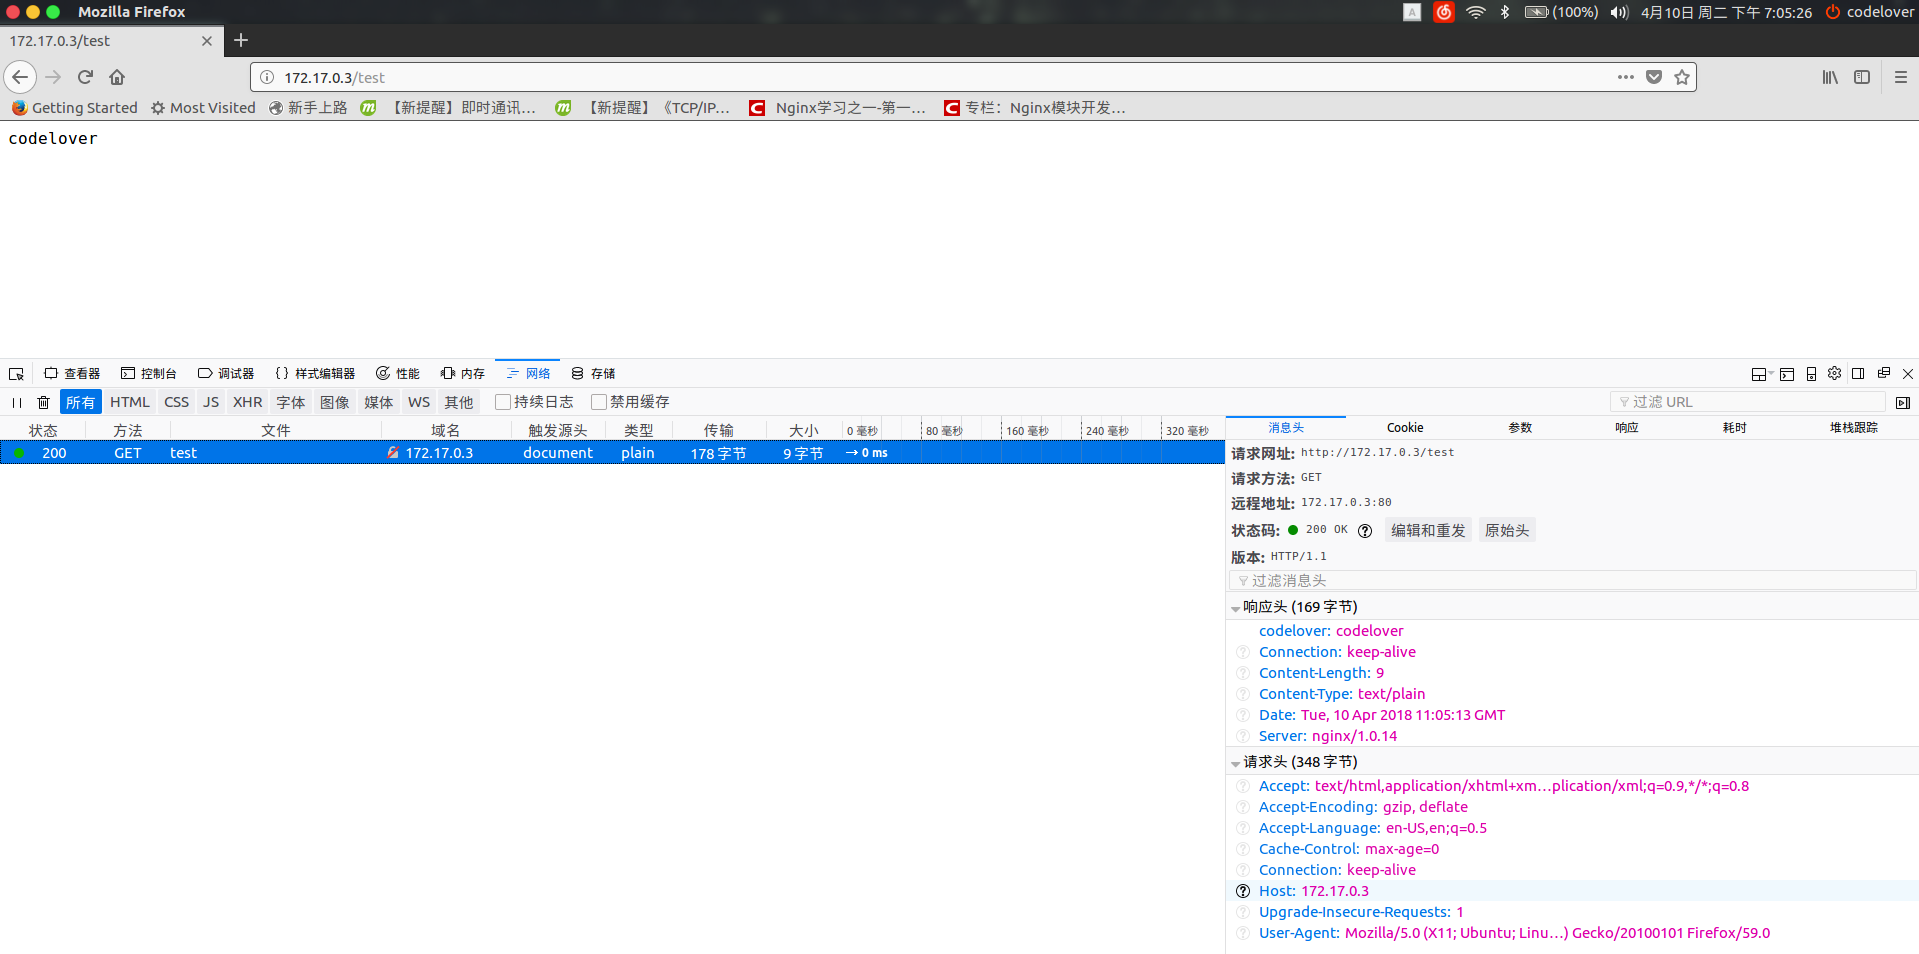 Mozilla Firefox
A (100%) 4月10日 周二 下午 7:05:26 codelover
172.17.0.3/test
172.17.0.3/test
Getting Started Most Visited 新手上路 【新提醒】即时通讯… 【新提醒】《TCP/IP… Nginx学习之一-第一… 专栏：Nginx模块开发…
codelover
查看器 控制台 调试器 {} 样式编辑器 性能 内存 网络 存储
所有 HTML CSS JS XHR 字体 图像 媒体 WS 其他 持续日志 禁用缓存 过滤 URL
状态 方法 文件 域名 触发源头 类型 传输 大小 0 毫秒 80 毫秒 160 毫秒 240 毫秒 320 毫秒
200 GET test 172.17.0.3 document plain 178 字节 9 字节 → 0 ms
消息头 Cookie 参数 响应 耗时 堆栈跟踪
请求网址: http://172.17.0.3/test
请求方法: GET
远程地址: 172.17.0.3:80
状态码: 200 OK 编辑和重发 原始头
版本: HTTP/1.1
过滤消息头
响应头 (169 字节)
codelover: codelover
Connection: keep-alive
Content-Length: 9
Content-Type: text/plain
Date: Tue, 10 Apr 2018 11:05:13 GMT
Server: nginx/1.0.14
请求头 (348 字节)
Accept: text/html,application/xhtml+xm…plication/xml;q=0.9,*/*;q=0.8
Accept-Encoding: gzip, deflate
Accept-Language: en-US,en;q=0.5
Cache-Control: max-age=0
Connection: keep-alive
Host: 172.17.0.3
Upgrade-Insecure-Requests: 1
User-Agent: Mozilla/5.0 (X11; Ubuntu; Linu…) Gecko/20100101 Firefox/59.0